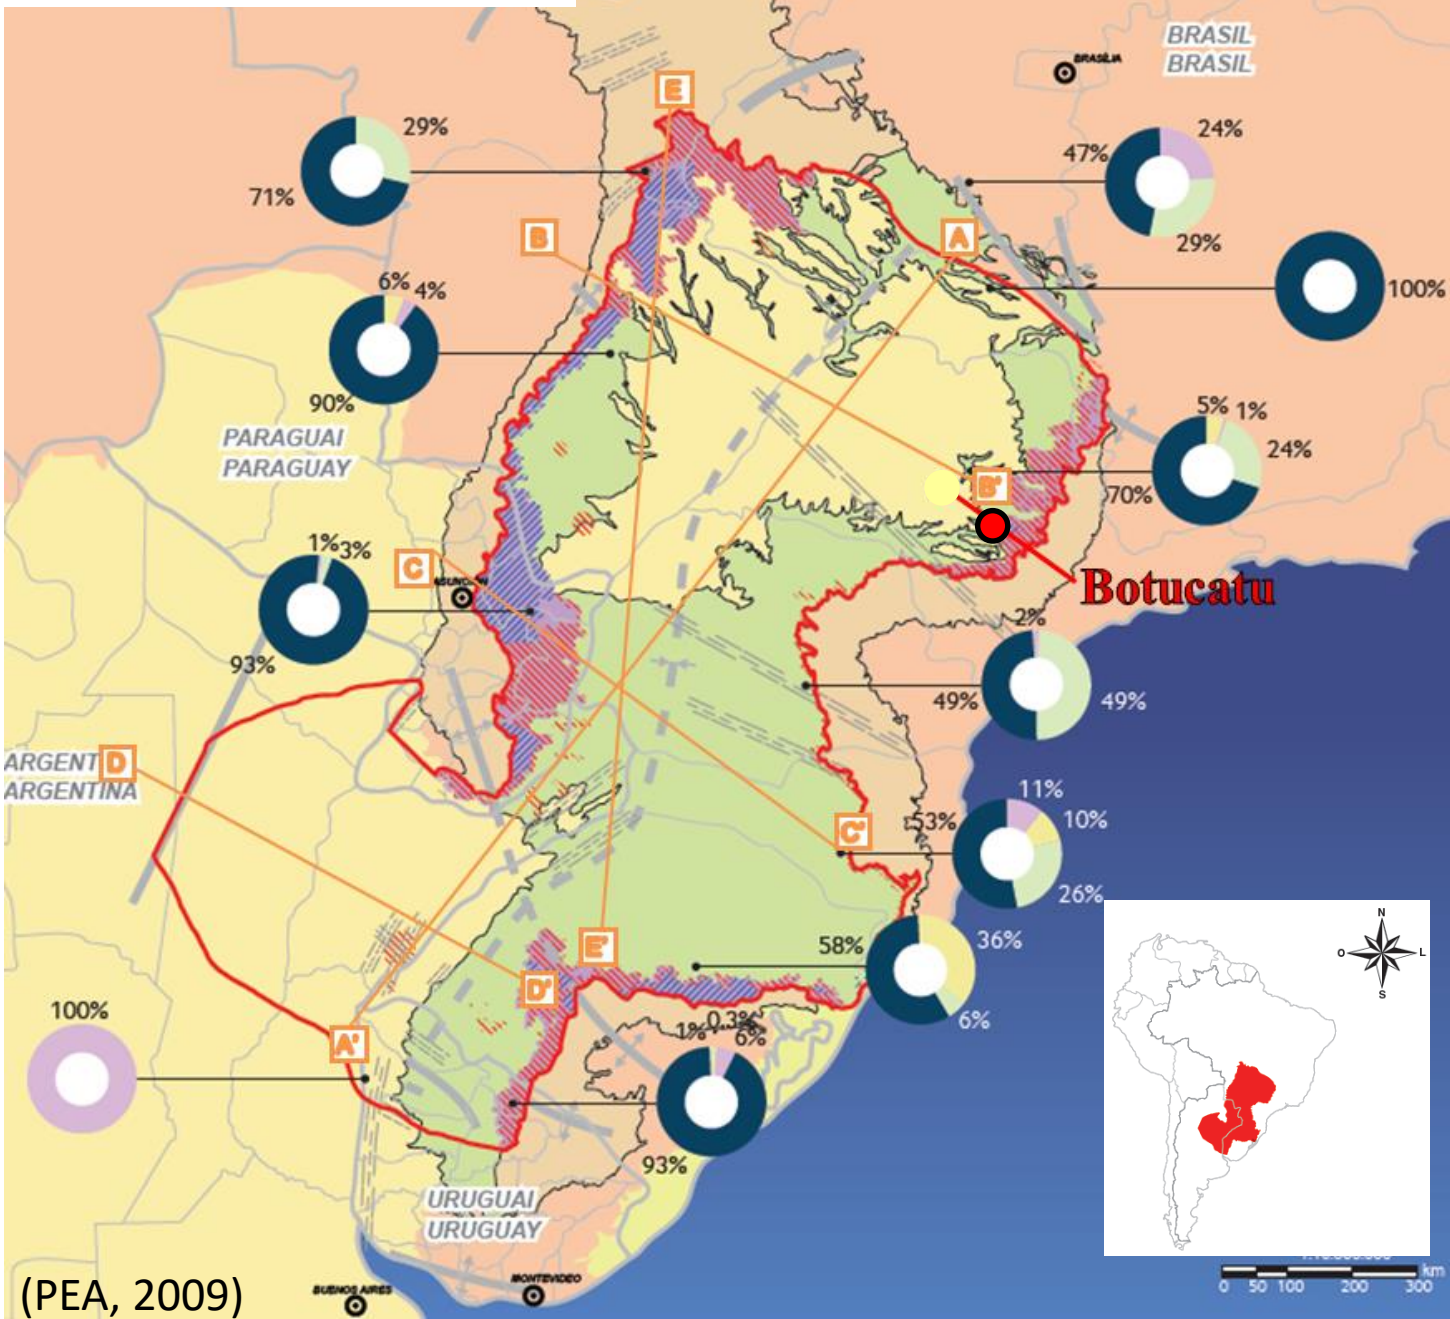 BRASIL
BRASIL
BRASÍLIA
E
29%
71%
24%
47%
29%
B
A
6%
4%
90%
100%
PARAGUAI
PARAGUAY
5%
1%
24%
70%
B'
C
1%
3%
93%
Botucatu
2%
49%
49%
D
ARGENTINA
11%
10%
53%
26%
C'
58%
36%
6%
E'
D'
1%
0.3%
6%
93%
A'
100%
URUGUAI
URUGUAY
MONTEVIDEO
BUENOS AIRES
(PEA, 2009)
N
O
L
S
km
0 50 100 200 300